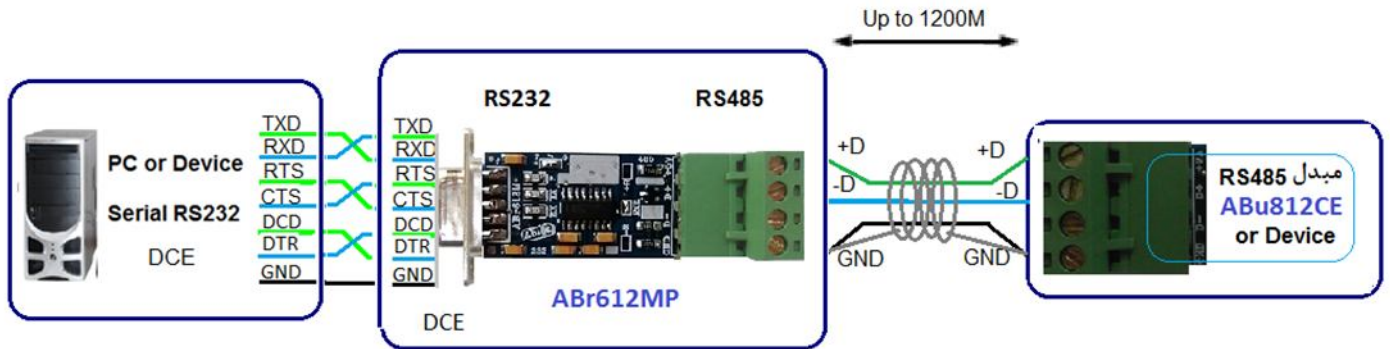 Up to 1200M
RS232
RS485
TXD
RXD
RTS
CTS
DCD
DTR
GND
PC or Device
Serial RS232
DCE
TXD
RXD
RTS
CTS
DCD
DTR
GND
DCE
ABr612MP
+D
-D
GND
+D
-D
GND
مبدل RS485
ABu812CE
or Device